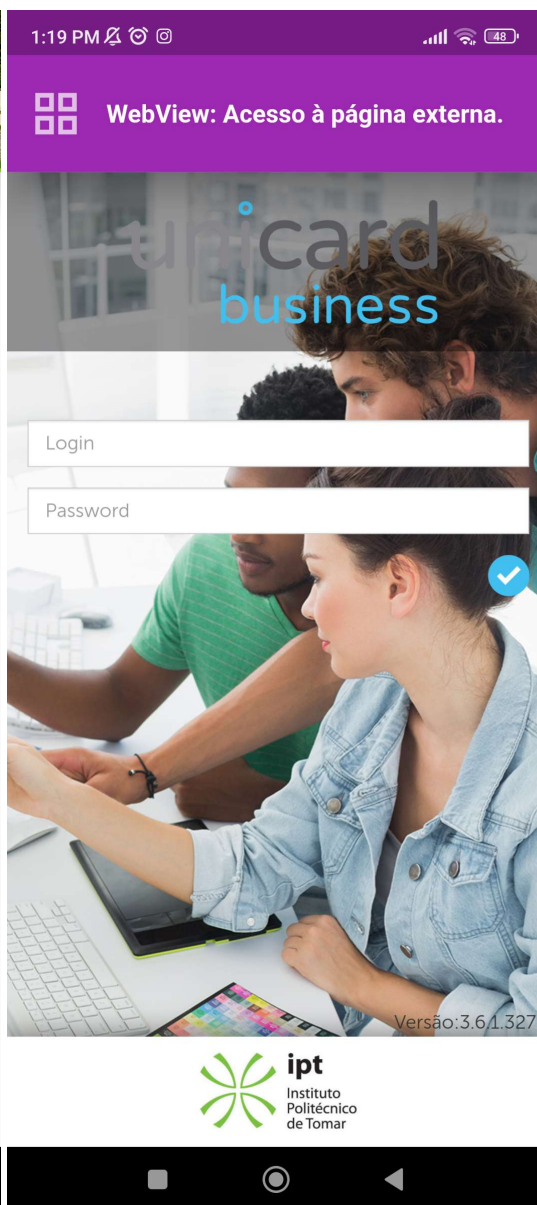 1:19 PM
48
WebView: Acesso à página externa.
unicard
business
Login
Password
Versão:3.6.1.327
ipt
Instituto
Politécnico
de Tomar